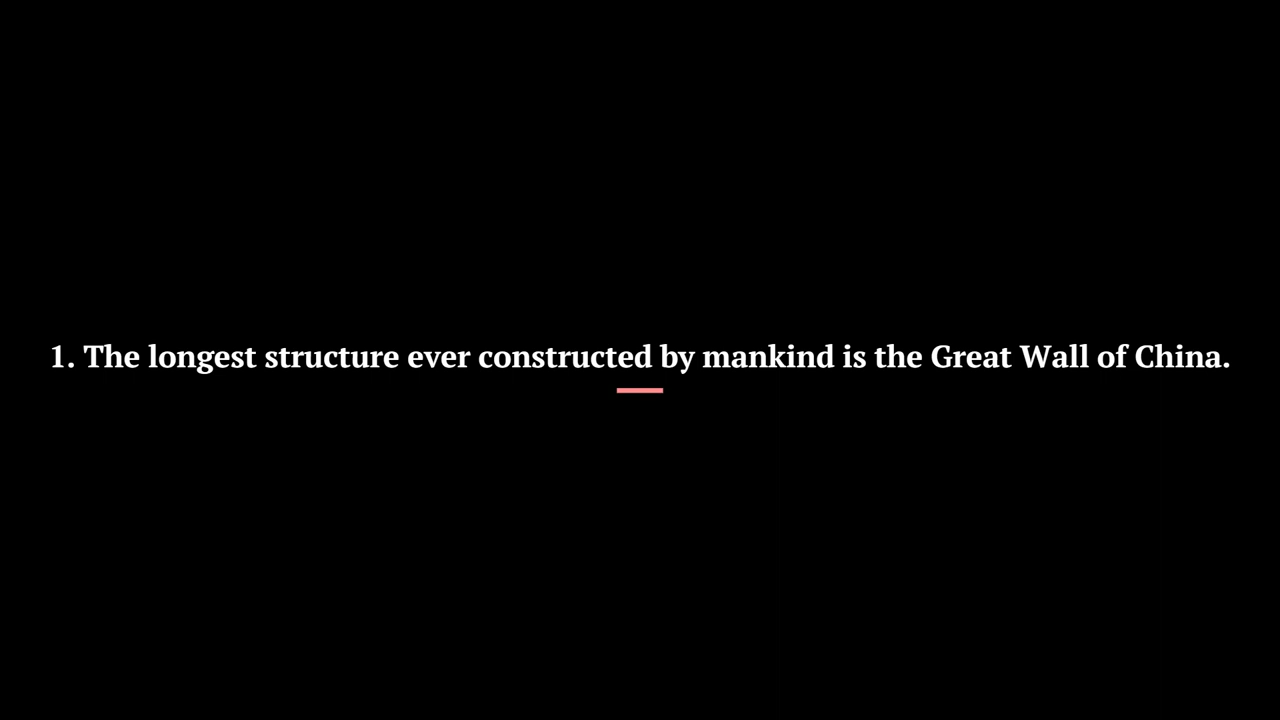 1. The longest structure ever constructed by mankind is the Great Wall of China.